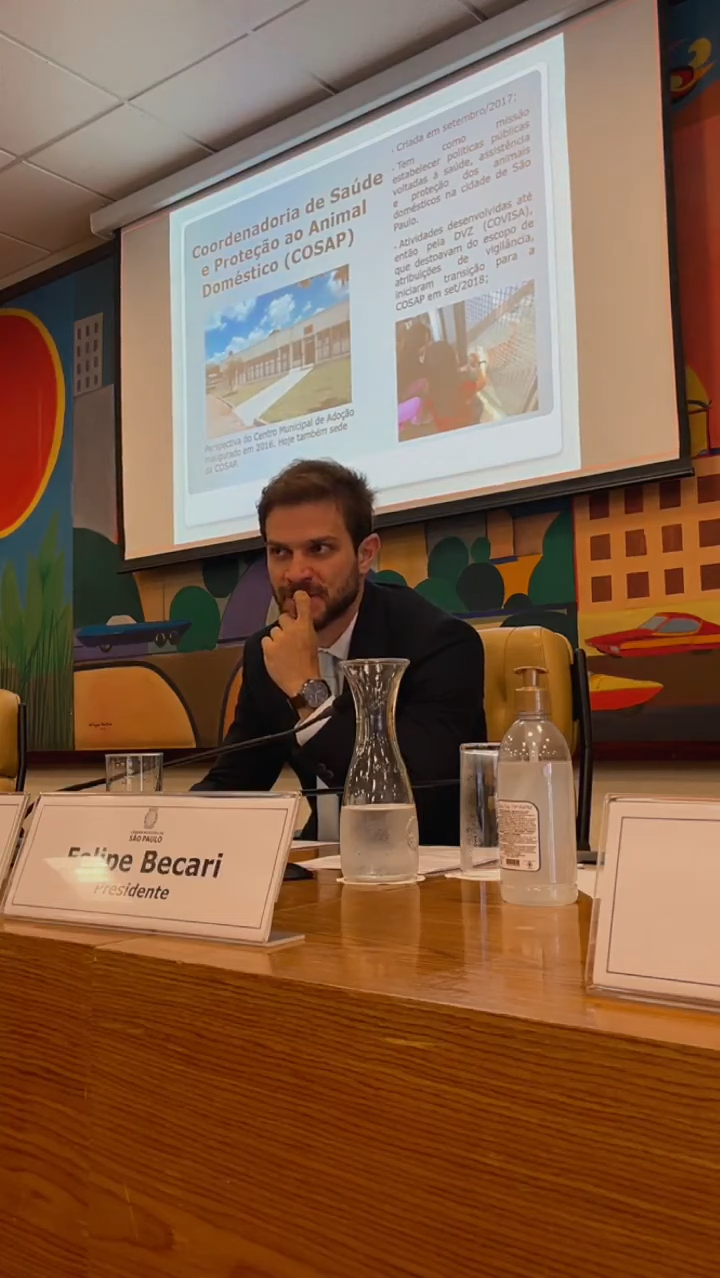 Coordenadoria de Saúde
e Proteção ao Animal
Doméstico (COSAP)
Perspectiva do Centro Municipal de Adoção
inaugurado em 2016. Hoje também sede
da COSAP
- Criada em setembro/2017;
- Tem como missão
estabelecer políticas públicas
voltadas à saúde, assistência
e proteção dos animais
domésticos na cidade de São
Paulo.
- Atividades desenvolvidas até
então pela DVZ (COVISA),
que destoavam do escopo de
atribuições de vigilância,
iniciaram transição para a
COSAP em set/2018;
SÃO PAULO
Felipe Becari
Presidente